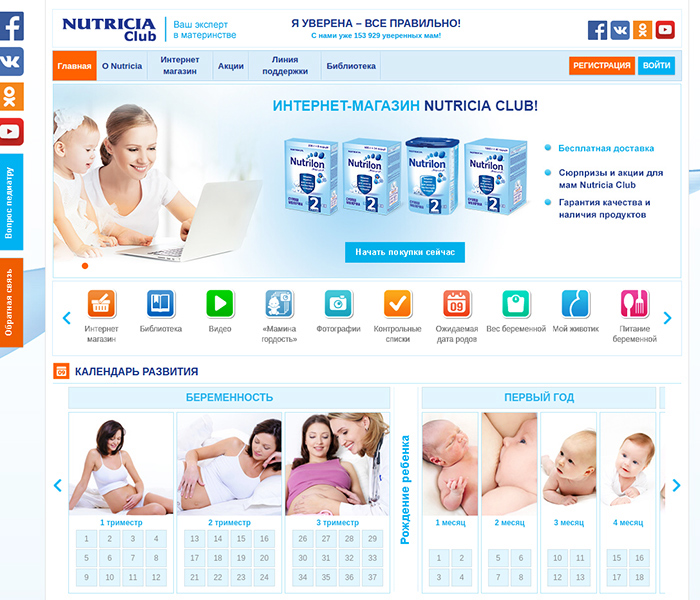 NUTRICIA
Club
Ваш эксперт
в материнстве
Я УВЕРЕНА – ВСЕ ПРАВИЛЬНО!
С нами уже 153 929 уверенных мам!
Главная
О Nutricia
Интернет
магазин
Акции
Линия
поддержки
Библиотека
РЕГИСТРАЦИЯ
ВОЙТИ
Вопрос педиатру
Обратная связь
ИНТЕРНЕТ-МАГАЗИН NUTRICIA CLUB!
Nutrilon
2
Nutrilon
2
Nutrilon
2
Nutrilon
2
Бесплатная доставка
Сюрпризы и акции для
мам Nutricia Club
Гарантия качества и
наличия продуктов
Начать покупки сейчас
Интернет
магазин
Библиотека
Видео
«Мамина
гордость»
Фотографии
Контрольные
списки
09
Ожидаемая
дата родов
Вес беременной
Мой животик
Питание
беременной
09
КАЛЕНДАРЬ РАЗВИТИЯ
БЕРЕМЕННОСТЬ
1 триместр
1 2 3 4
5 6 7 8
9 10 11 12
2 триместр
13 14 15 16
17 18 19 20
21 22 23 24
3 триместр
26 27 28 29
30 31 32 33
34 35 36 37
Рождение ребенка
ПЕРВЫЙ ГОД
1 месяц
1 2
3 4
2 месяц
5 6
7 8
3 месяц
10 11
12 13
4 месяц
15 16
17 18